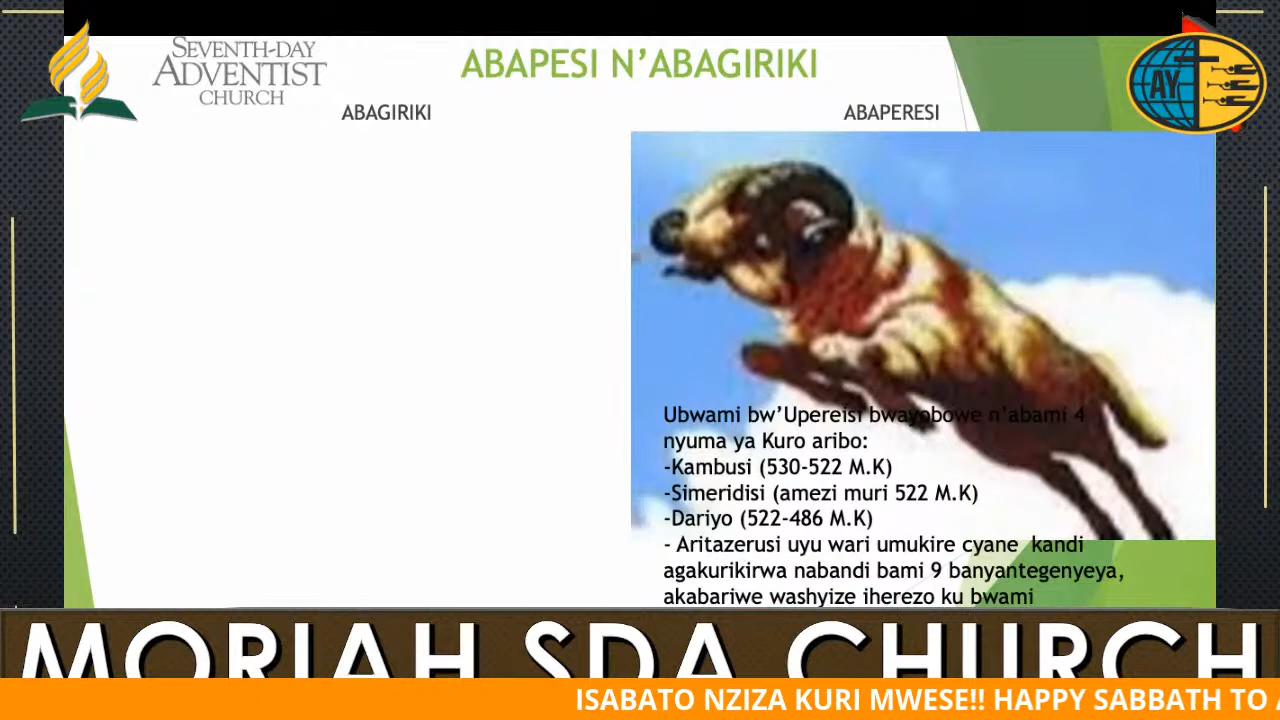 SEVENTH-DAY
ADVENTIST
CHURCH
ABAPESI N’ABAGIRIKI
AY
ABAGIRIKI
ABAPERESI
Ubwami bw’Upereisi bwayobowe n’abami 4
nyuma ya Kuro aribo:
-Kambusi (530-522 M.K)
-Simeridisi (amezi muri 522 M.K)
-Dariyo (522-486 M.K)
- Aritazerusi uyu wari umukire cyane kandi
agakurikirwa nabandi bami 9 banyantegenyeya,
akabariwe washyize iherezo ku bwami
MORIAH SDA CHURCH
ISABATO NZIZA KURI MWESE!! HAPPY SABBATH TO